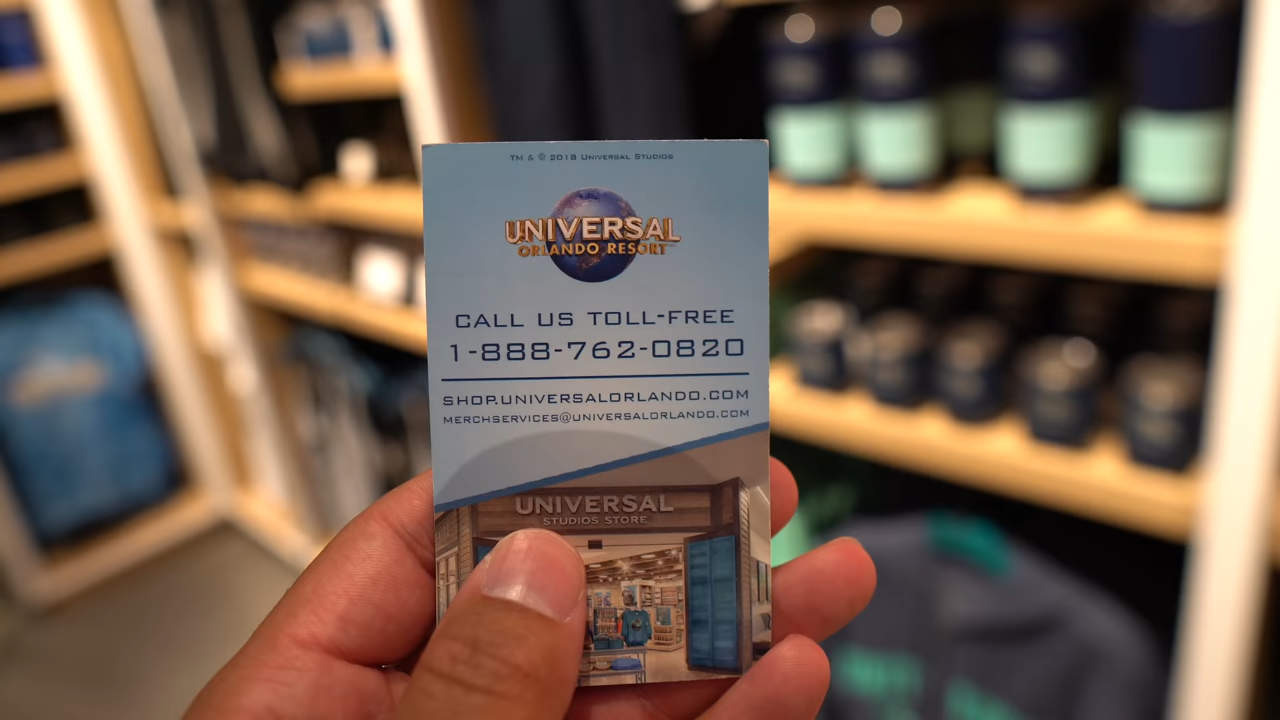 TM & © 2018 UNIVERSAL STUDIOS
UNIVERSAL
ORLANDO RESORT
CALL US TOLL-FREE
1-888-762-0820
SHOP.UNIVERSALORLANDO.COM
MERCHSERVICES@UNIVERSALORLANDO.COM
UNIVERSAL
STUDIOS STORE